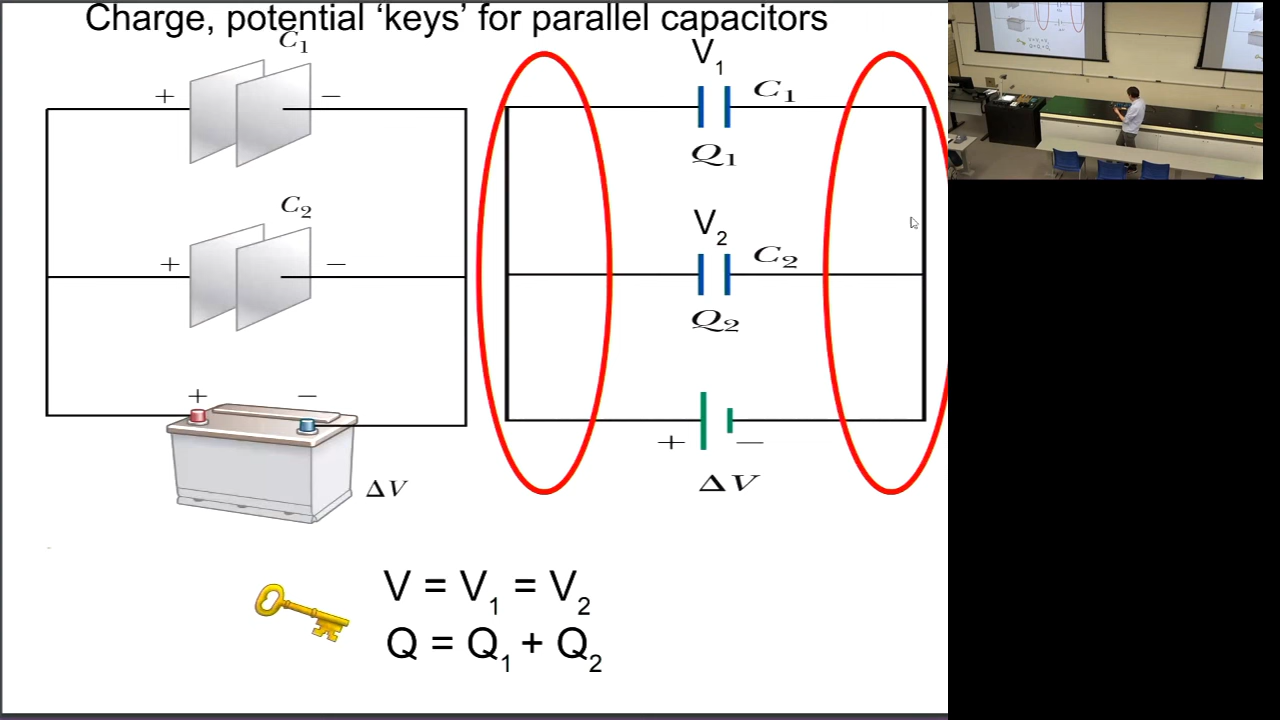 Charge, potential ‘keys’ for parallel capacitors
C1
+ −
C2
+ −
+ −
ΔV
V1
C1
Q1
V2
C2
Q2
+ −
ΔV
V = V1 = V2
Q = Q1 + Q2